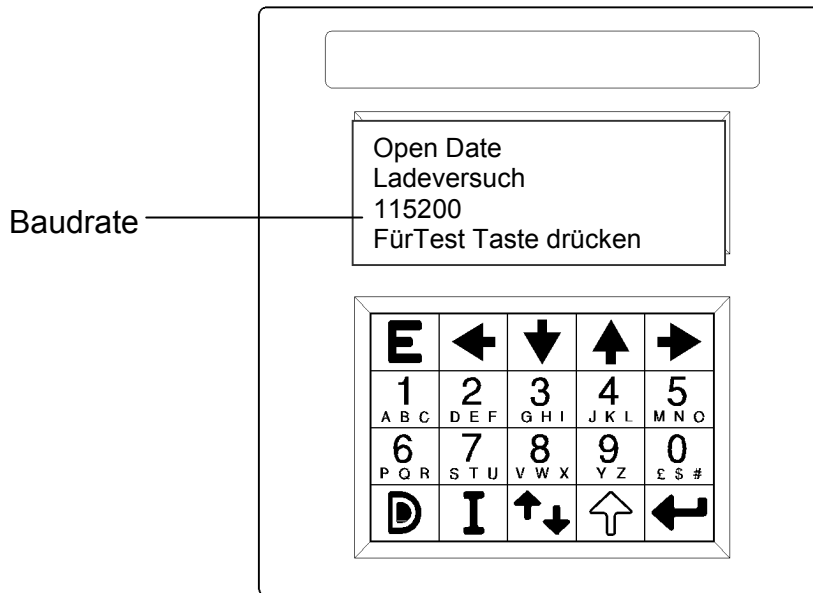 Open Date
Ladeversuch
115200
FürTest Taste drücken
Baudrate
E
1 2 3 4 5
A B C D E F G H I J K L M N O
6 7 8 9 0
P Q R S T U V W X Y Z £ $ #
D I